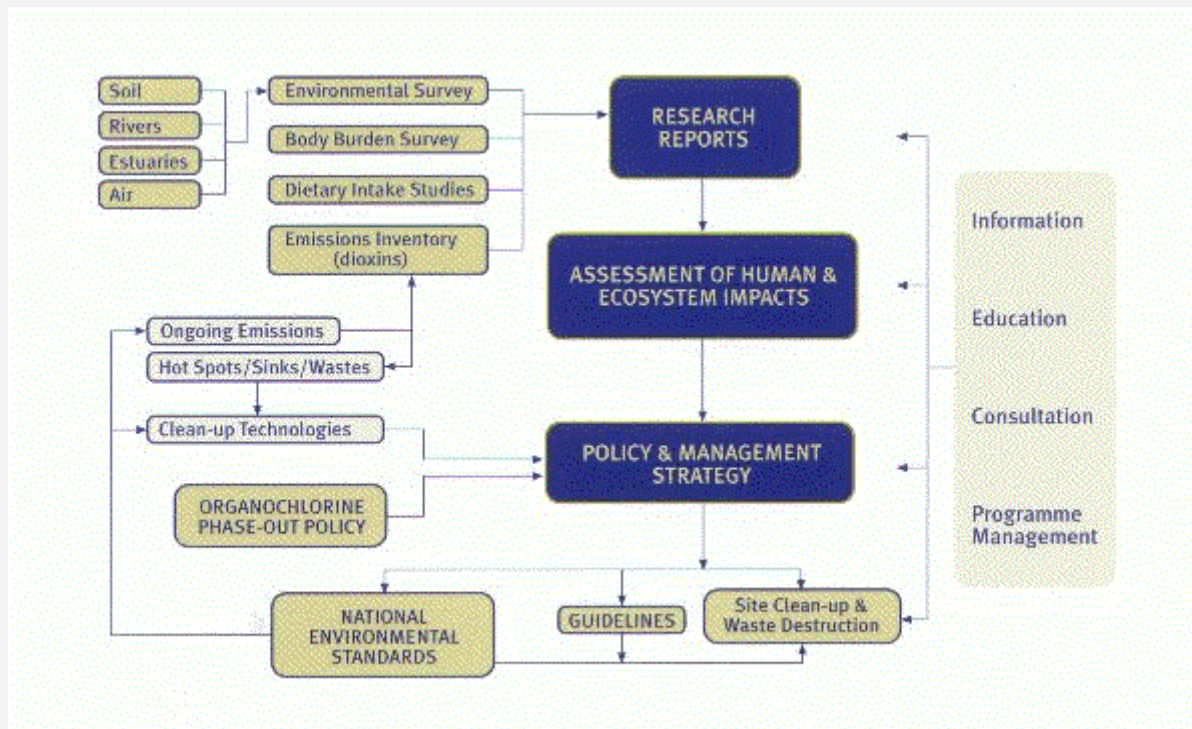 Soil
Rivers
Estuaries
Air
Environmental Survey
Body Burden Survey
Dietary Intake Studies
Emissions Inventory
(dioxins)
Ongoing Emissions
Hot Spots/Sinks/Wastes
Clean-up Technologies
ORGANOCHLORINE
PHASE-OUT POLICY
RESEARCH
REPORTS
ASSESSMENT OF HUMAN &
ECOSYSTEM IMPACTS
POLICY & MANAGEMENT
STRATEGY
NATIONAL
ENVIRONMENTAL
STANDARDS
GUIDELINES
Site Clean-up &
Waste Destruction
Information
Education
Consultation
Programme
Management